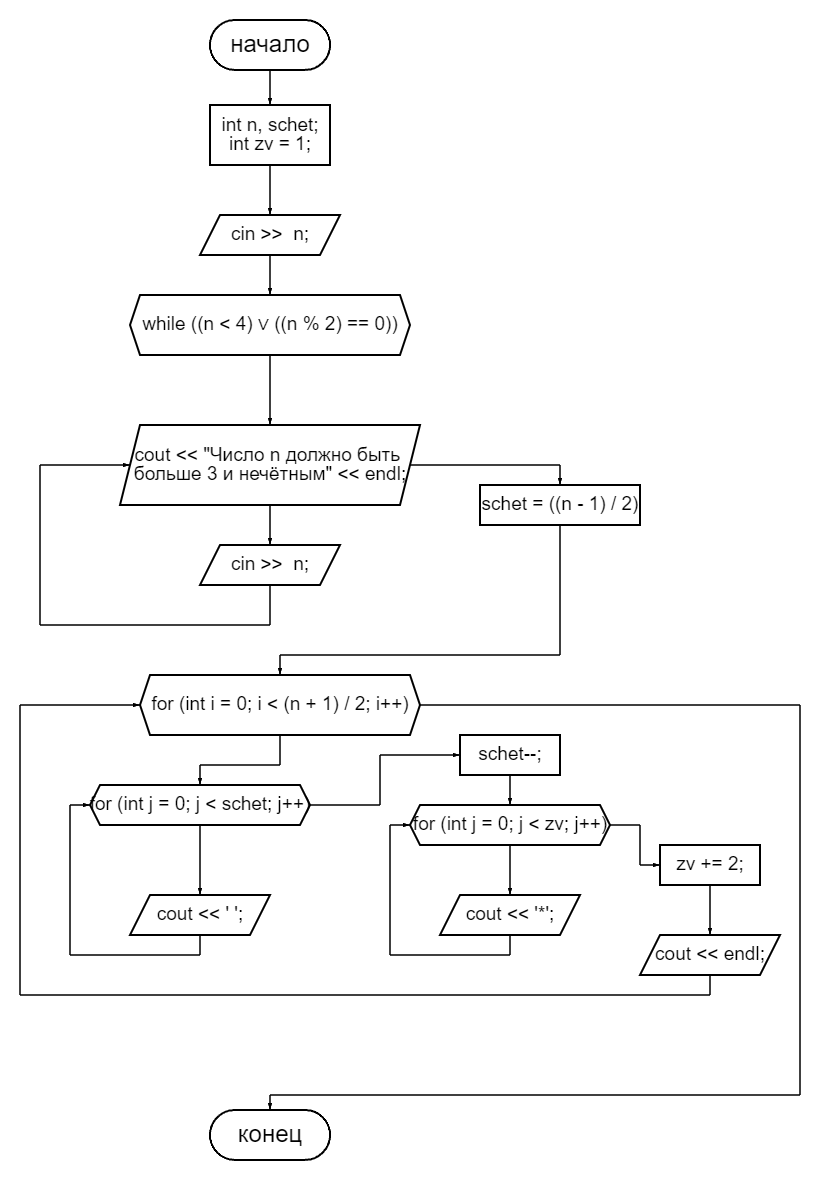 начало
int n, schet;
int zv = 1;
cin >> n;
while ((n < 4) ∨ ((n % 2) == 0))
cout << "Число n должно быть
больше 3 и нечётным" << endl;
schet = ((n - 1) / 2)
cin >> n;
for (int i = 0; i < (n + 1) / 2; i++)
schet--;
for (int j = 0; j < schet; j++
for (int j = 0; j < zv; j++)
zv += 2;
cout << ' ';
cout << '*';
cout << endl;
конец